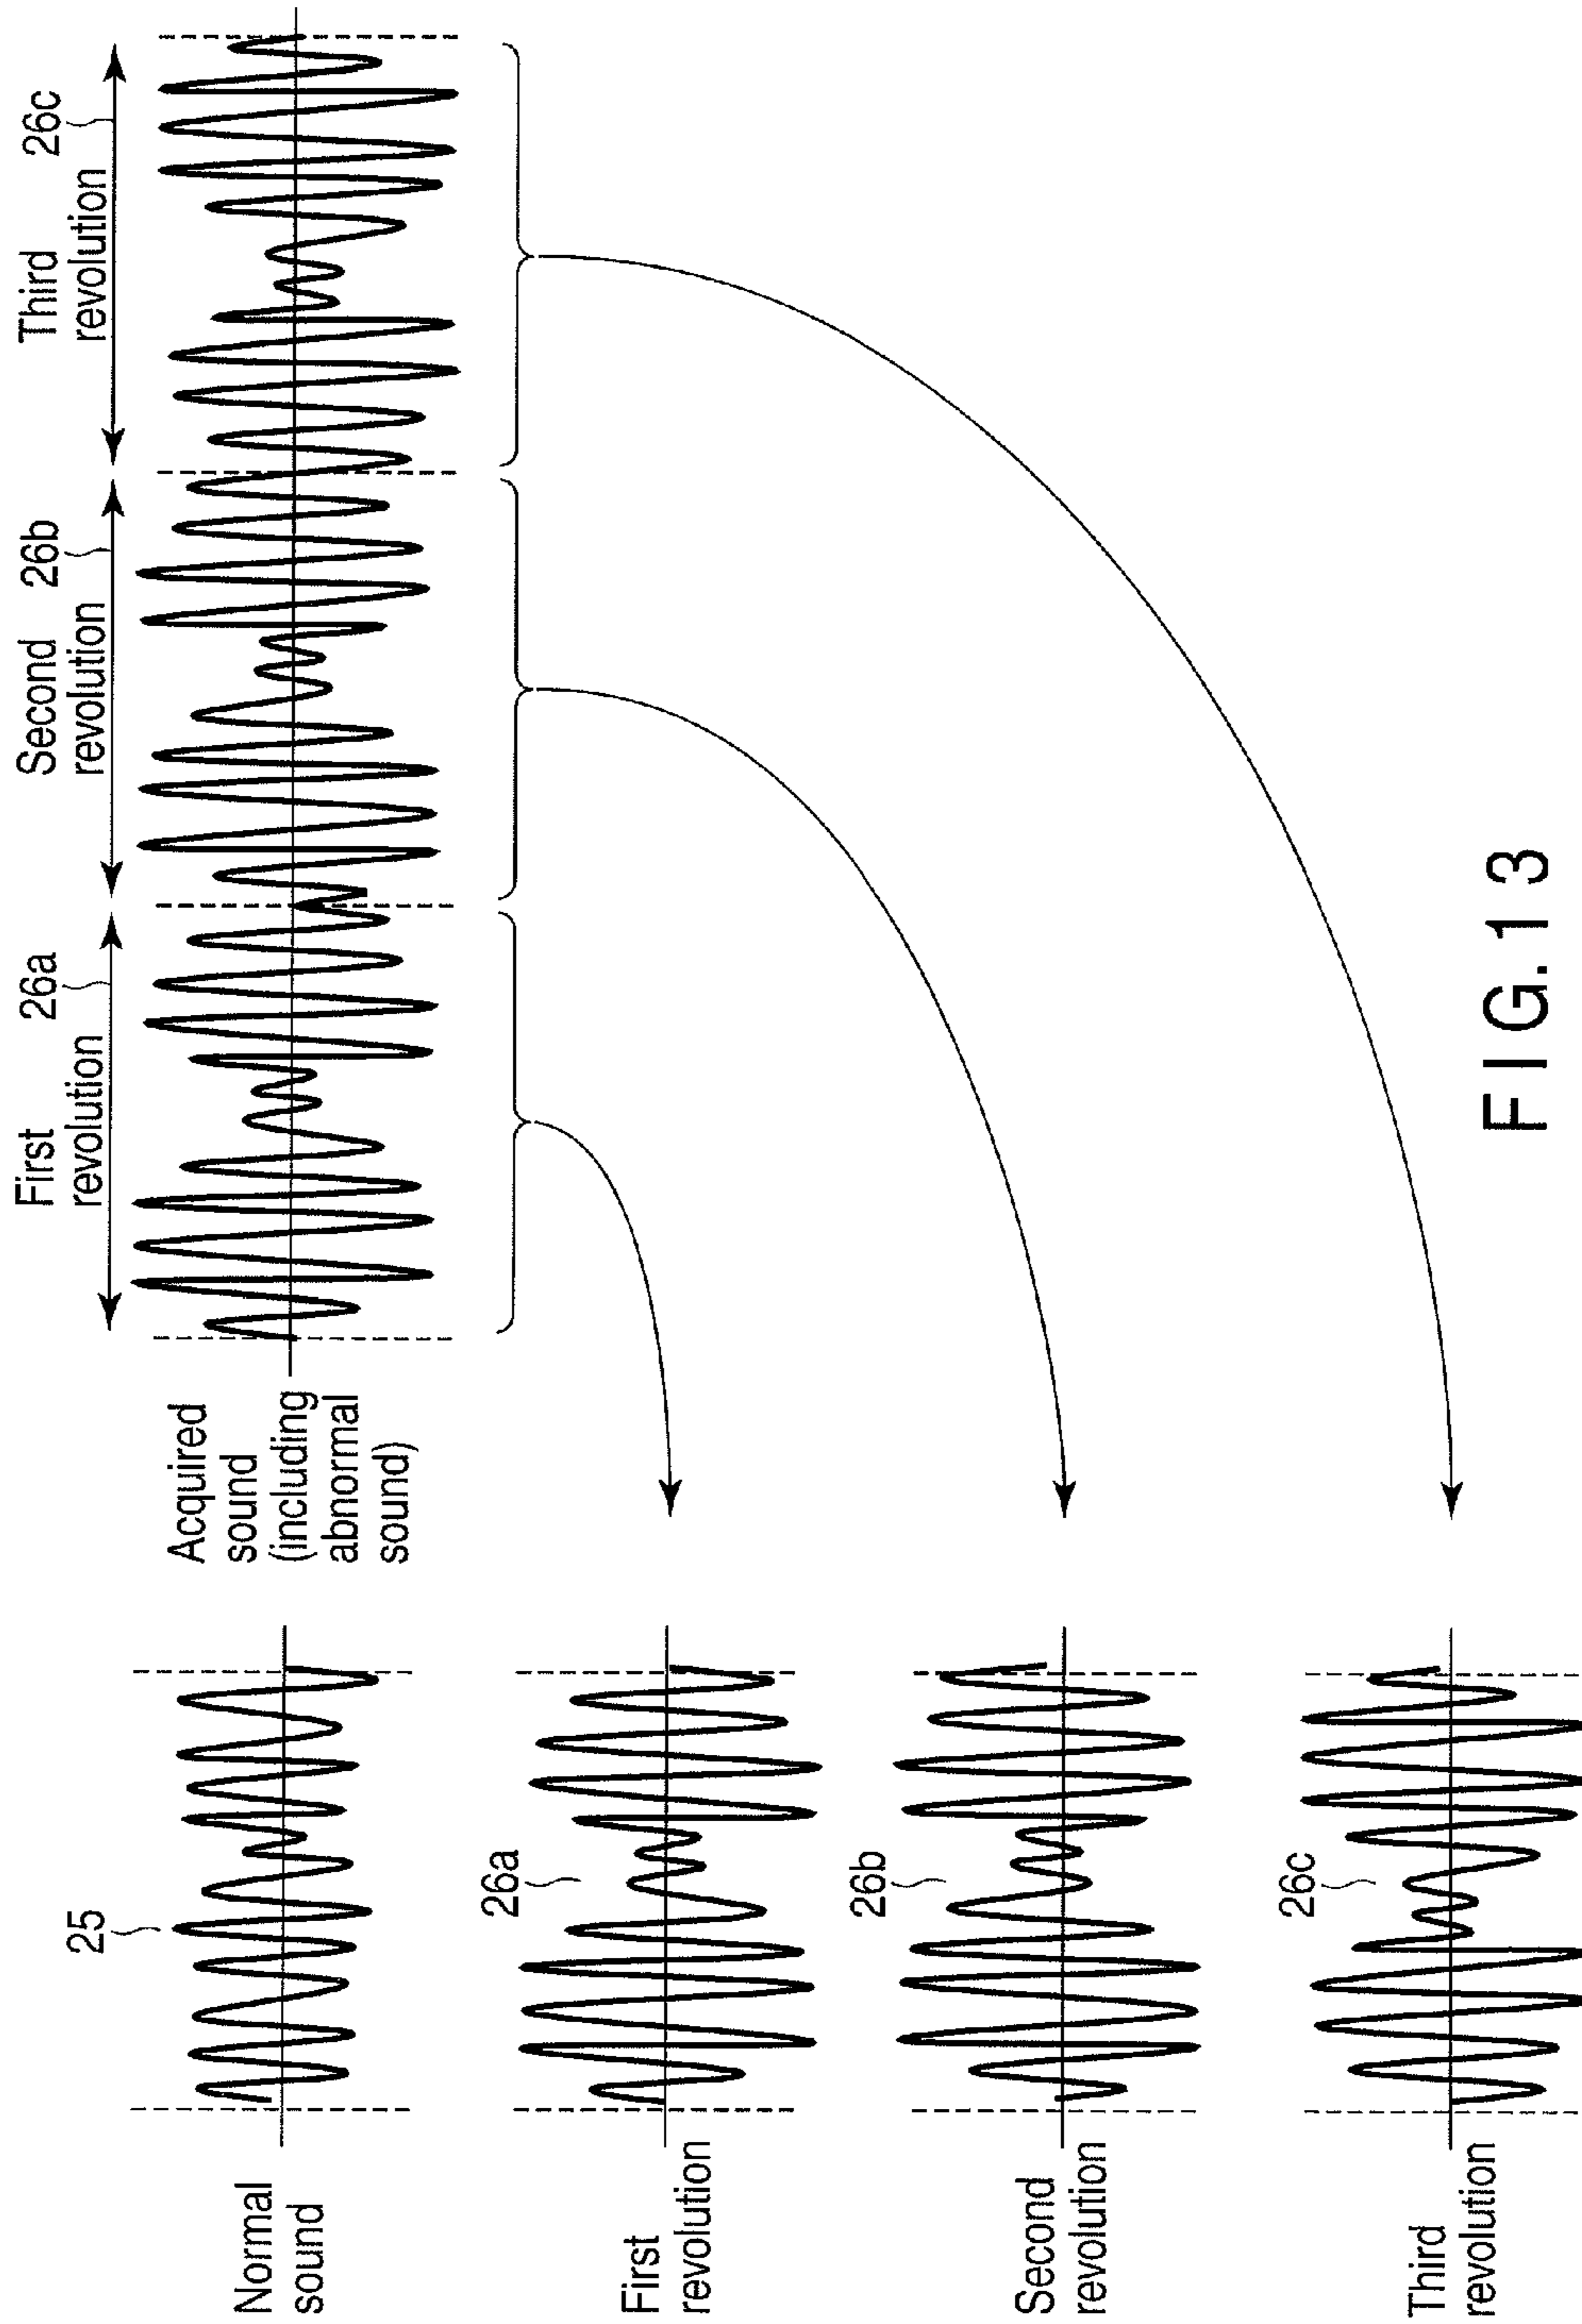 Normal
sound
25
Acquired
sound
(including
abnormal
sound)
First
revolution
26a
Second
revolution
26b
Third
revolution
26c
First
revolution
26a
Second
revolution
26b
Third
revolution
26c
FIG. 13